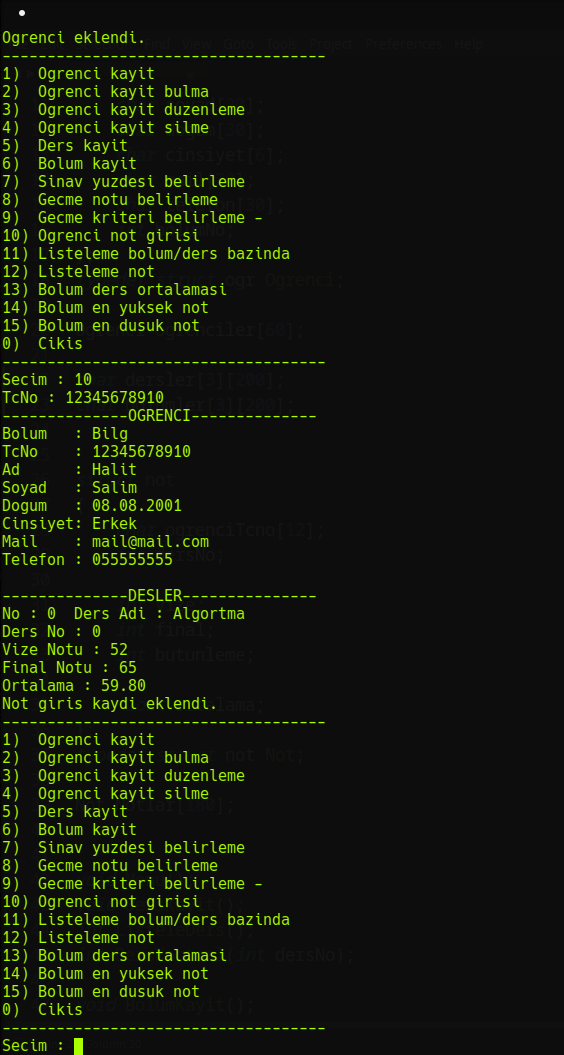 Ogrenci eklendi.
------------------------------------
1)  Ogrenci kayit
2)  Ogrenci kayit bulma
3)  Ogrenci kayit duzenleme
4)  Ogrenci kayit silme
5)  Ders kayit
6)  Bolum kayit
7)  Sinav yuzdesi belirleme
8)  Gecme notu belirleme
9)  Gecme kriteri belirleme -
10) Ogrenci not girisi
11) Listeleme bolum/ders bazinda
12) Listeleme not
13) Bolum ders ortalamasi
14) Bolum en yuksek not
15) Bolum en dusuk not
0)  Cikis
------------------------------------
Secim : 10
TcNo : 12345678910
--------------OGRENCI--------------
Bolum   : Bilg
TcNo    : 12345678910
Ad      : Halit
Soyad   : Salim
Dogum   : 08.08.2001
Cinsiyet: Erkek
Mail    : mail@mail.com
Telefon : 055555555
--------------DESLER---------------
No : 0  Ders Adi : Algortma
Ders No : 0
Vize Notu : 52
Final Notu : 65
Ortalama : 59.80
Not giris kaydi eklendi.
------------------------------------
1)  Ogrenci kayit
2)  Ogrenci kayit bulma
3)  Ogrenci kayit duzenleme
4)  Ogrenci kayit silme
5)  Ders kayit
6)  Bolum kayit
7)  Sinav yuzdesi belirleme
8)  Gecme notu belirleme
9)  Gecme kriteri belirleme -
10) Ogrenci not girisi
11) Listeleme bolum/ders bazinda
12) Listeleme not
13) Bolum ders ortalamasi
14) Bolum en yuksek not
15) Bolum en dusuk not
0)  Cikis
------------------------------------
Secim :